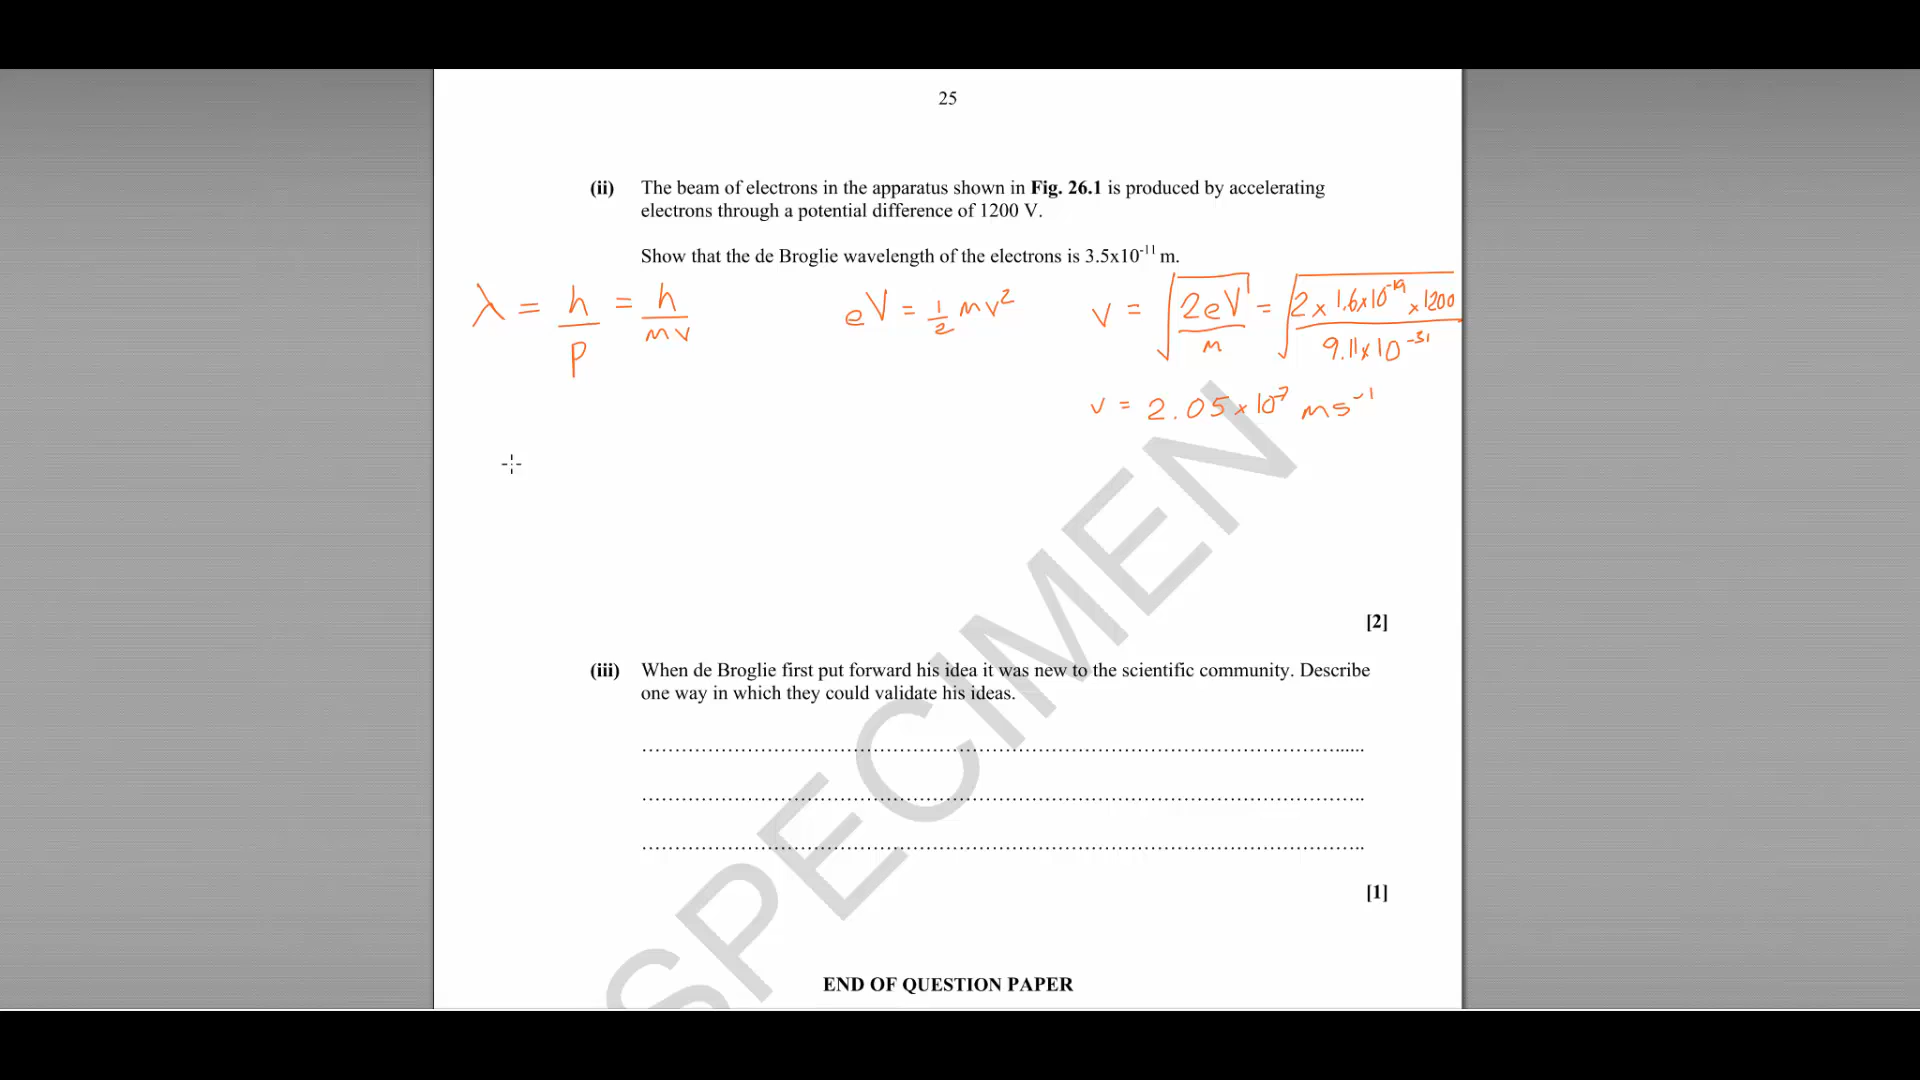 25
(ii) The beam of electrons in the apparatus shown in Fig. 26.1 is produced by accelerating
electrons through a potential difference of 1200 V.
Show that the de Broglie wavelength of the electrons is 3.5x10⁻¹¹ m.
λ = h/p = h/mv eV = ½mv² v = √(2eV/m) = √(2 × 1.6×10⁻¹⁹ × 1200/9.11×10⁻³¹)
v = 2.05 × 10⁷ ms⁻¹
[2]
(iii) When de Broglie first put forward his idea it was new to the scientific community. Describe
one way in which they could validate his ideas.
[1]
END OF QUESTION PAPER
SPECIMEN